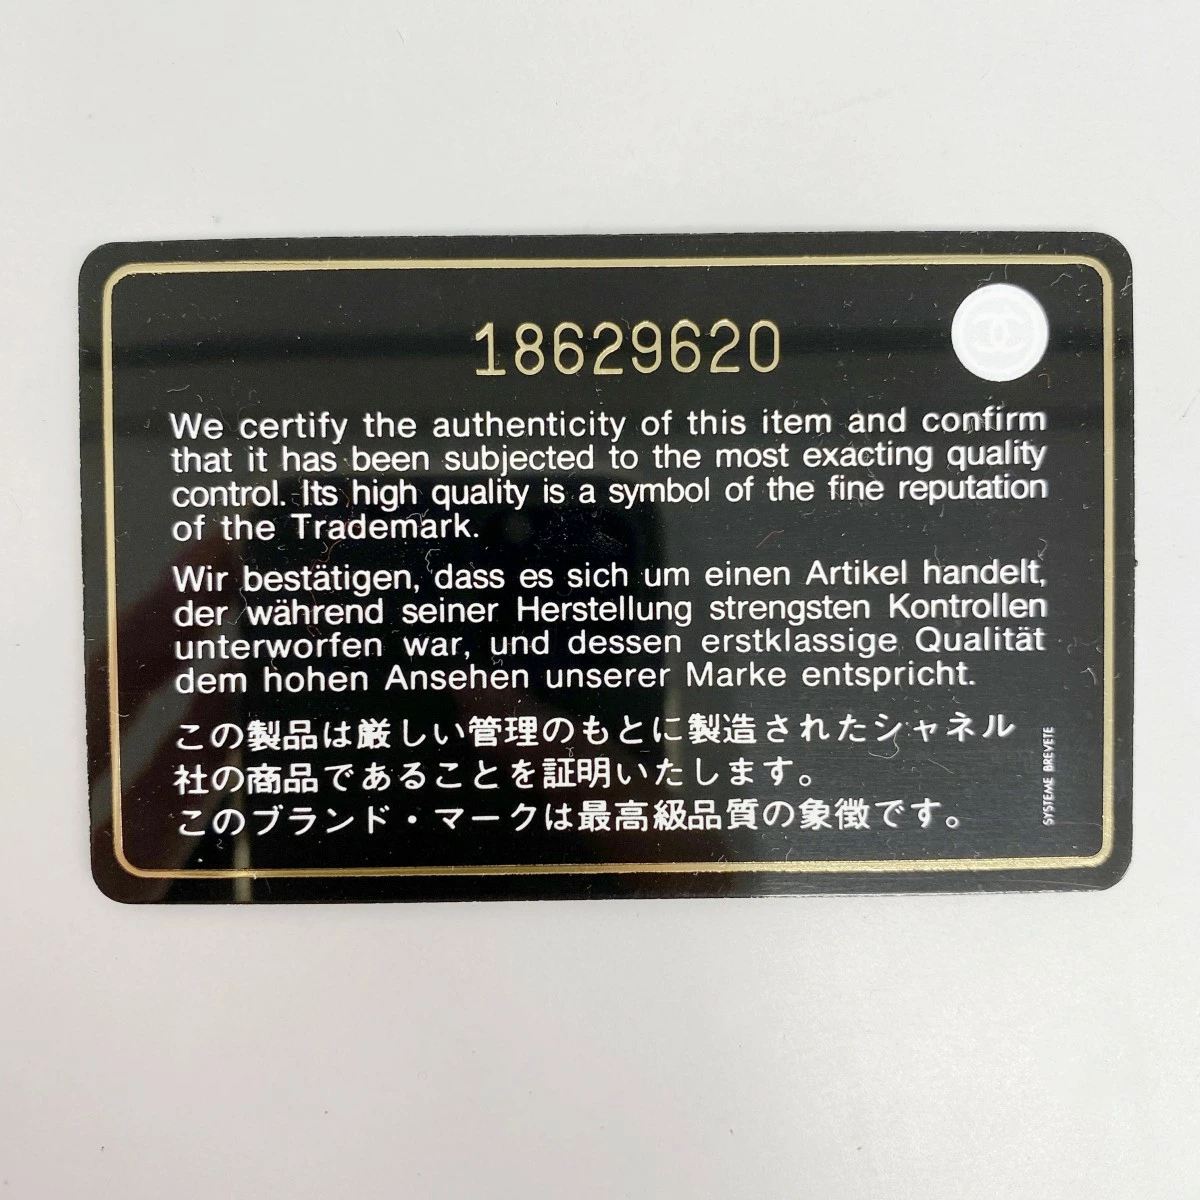 18629620
We certify the authenticity of this item and confirm
that it has been subjected to the most exacting quality
control. Its high quality is a symbol of the fine reputation
of the Trademark.
Wir bestätigen, dass es sich um einen Artikel handelt,
der während seiner Herstellung strengsten Kontrollen
unterworfen war, und dessen erstklassige Qualität
dem hohen Ansehen unserer Marke entspricht.
この製品は厳しい管理のもとに製造されたシャネル
社の商品であることを証明いたします。
このブランド・マークは最高級品質の象徴です。
SYSTEME BREVETE